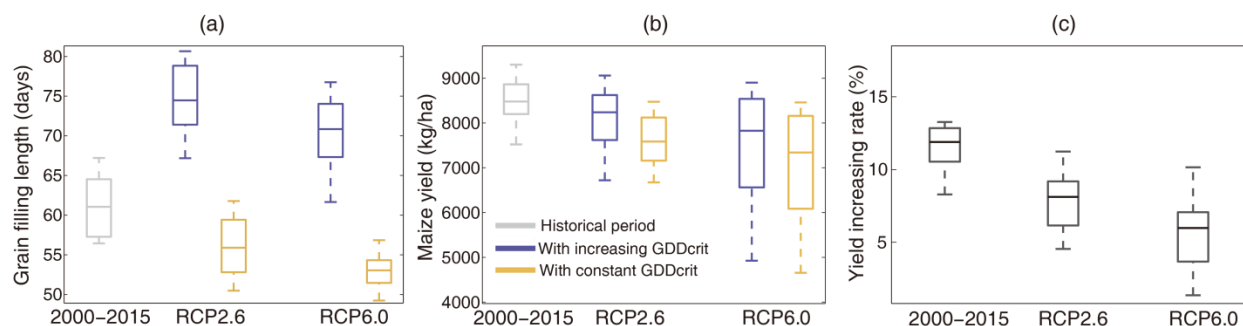 (a)
Grain filling length (days)
80
75
70
65
60
55
50
2000−2015 RCP2.6 RCP6.0
(b)
Maize yield (kg/ha)
9000
8000
7000
6000
5000
4000
Historical period
With increasing GDDcrit
With constant GDDcrit
2000−2015 RCP2.6 RCP6.0
(c)
Yield increasing rate (%)
15
10
5
2000−2015 RCP2.6 RCP6.0